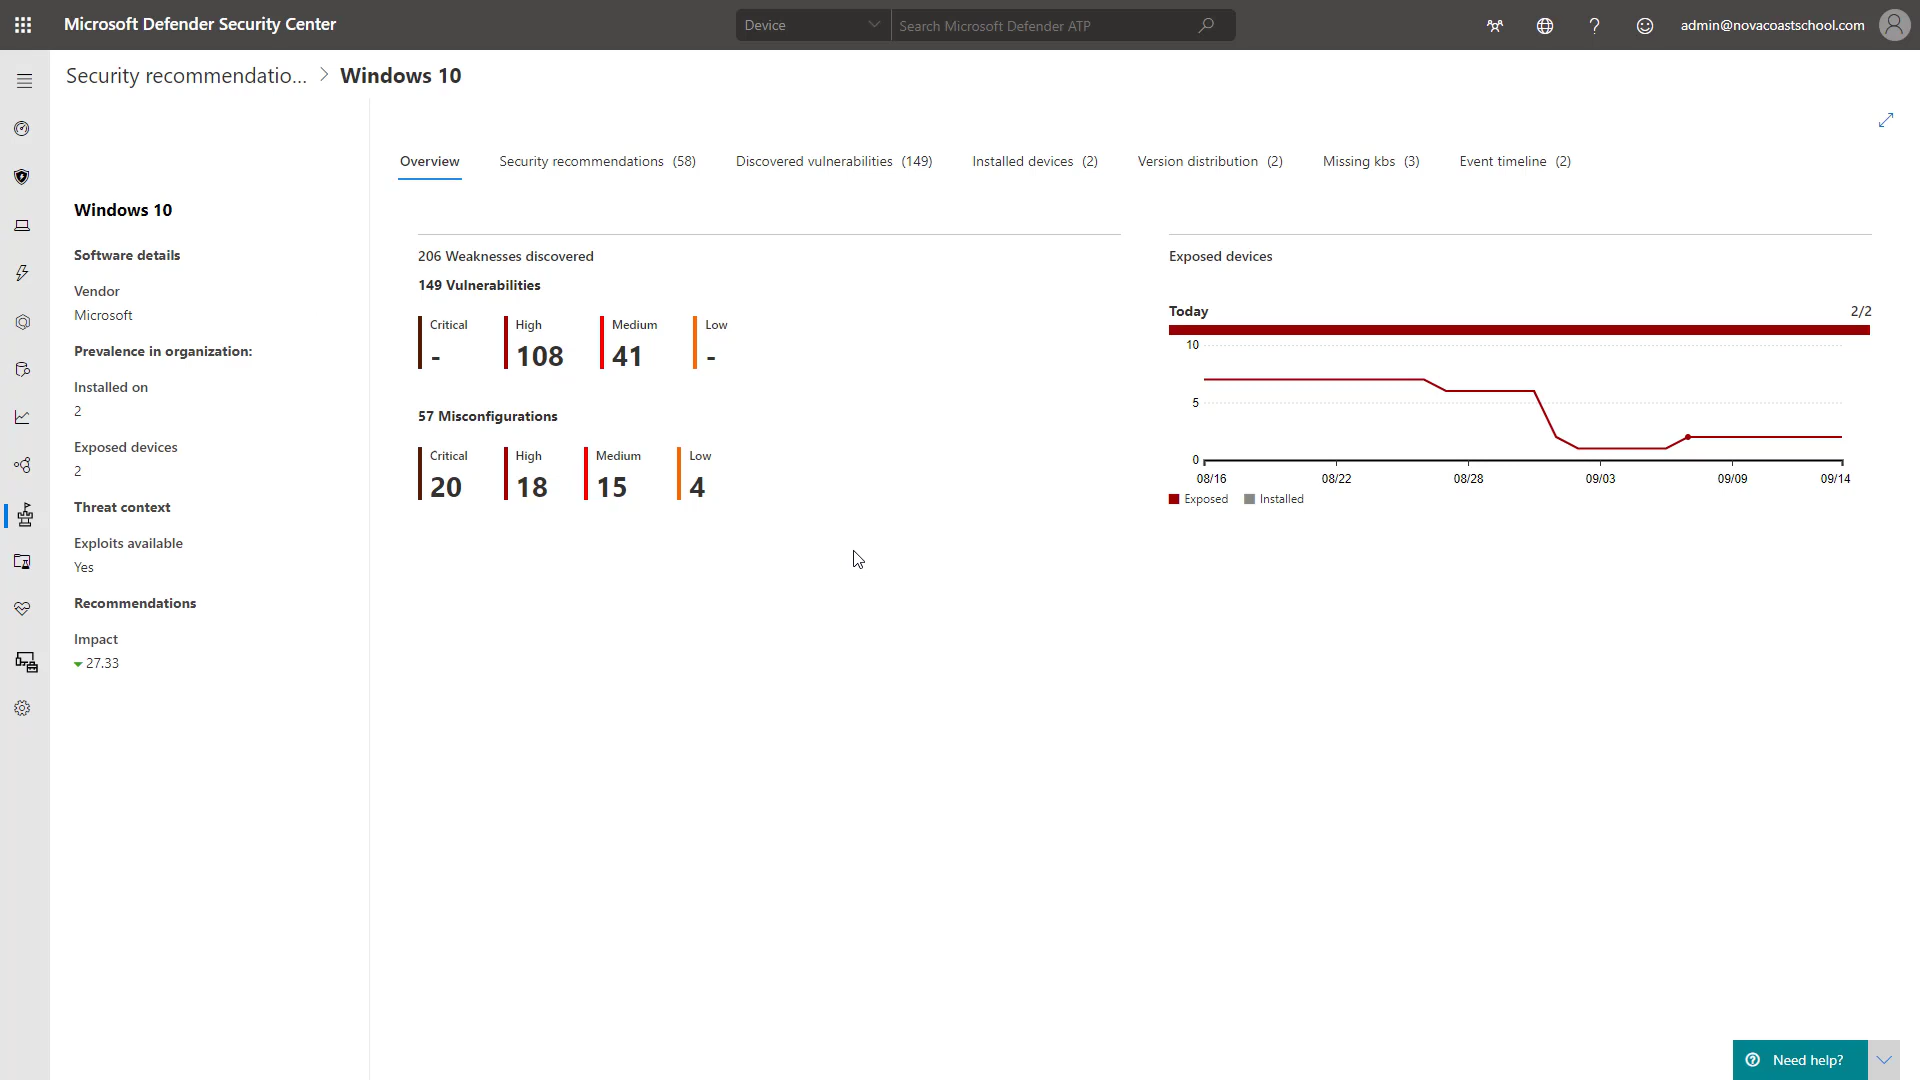 Microsoft Defender Security Center
Device
Search Microsoft Defender ATP
admin@novacoastschool.com
Security recommendatio... > Windows 10
Overview
Security recommendations (58)
Discovered vulnerabilities (149)
Installed devices (2)
Version distribution (2)
Missing kbs (3)
Event timeline (2)
Windows 10
Software details
Vendor
Microsoft
Prevalence in organization:
Installed on
2
Exposed devices
2
Threat context
Exploits available
Yes
Recommendations
Impact
27.33
206 Weaknesses discovered
149 Vulnerabilities
Critical
-
High
108
Medium
41
Low
-
57 Misconfigurations
Critical
20
High
18
Medium
15
Low
4
Exposed devices
Today 2/2
10
5
0
08/16 08/22 08/28 09/03 09/09 09/14
Exposed Installed
Need help?